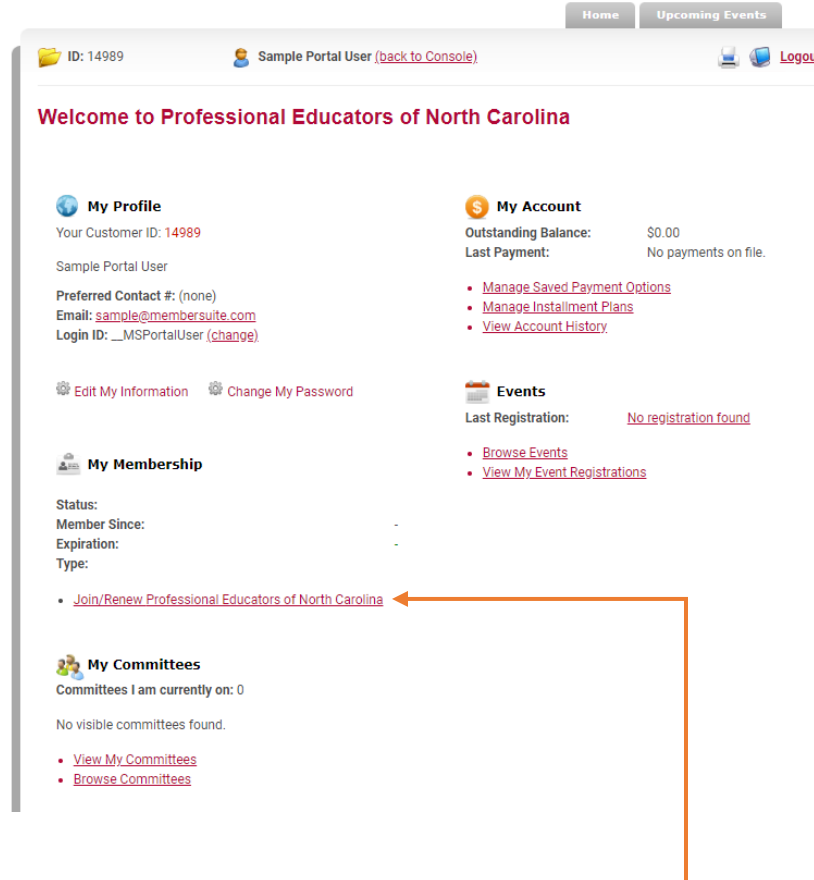 Home Upcoming Events
ID: 14989 Sample Portal User (back to Console)
Welcome to Professional Educators of North Carolina
My Profile
Your Customer ID: 14989
Sample Portal User
Preferred Contact #: (none)
Email: sample@membersuite.com
Login ID: __MSPortalUser (change)
Edit My Information Change My Password
My Membership
Status:
Member Since: -
Expiration: -
Type:
Join/Renew Professional Educators of North Carolina
My Committees
Committees I am currently on: 0
No visible committees found.
View My Committees
Browse Committees
My Account
Outstanding Balance: $0.00
Last Payment: No payments on file.
Manage Saved Payment Options
Manage Installment Plans
View Account History
Events
Last Registration: No registration found
Browse Events
View My Event Registrations